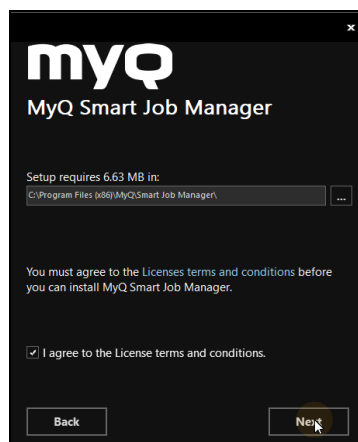 myQ
MyQ Smart Job Manager
Setup requires 6.63 MB in:
C:\Program Files (x86)\MyQ\Smart Job Manager\
...
You must agree to the Licenses terms and conditions before
you can install MyQ Smart Job Manager.
I agree to the License terms and conditions.
Back
Next